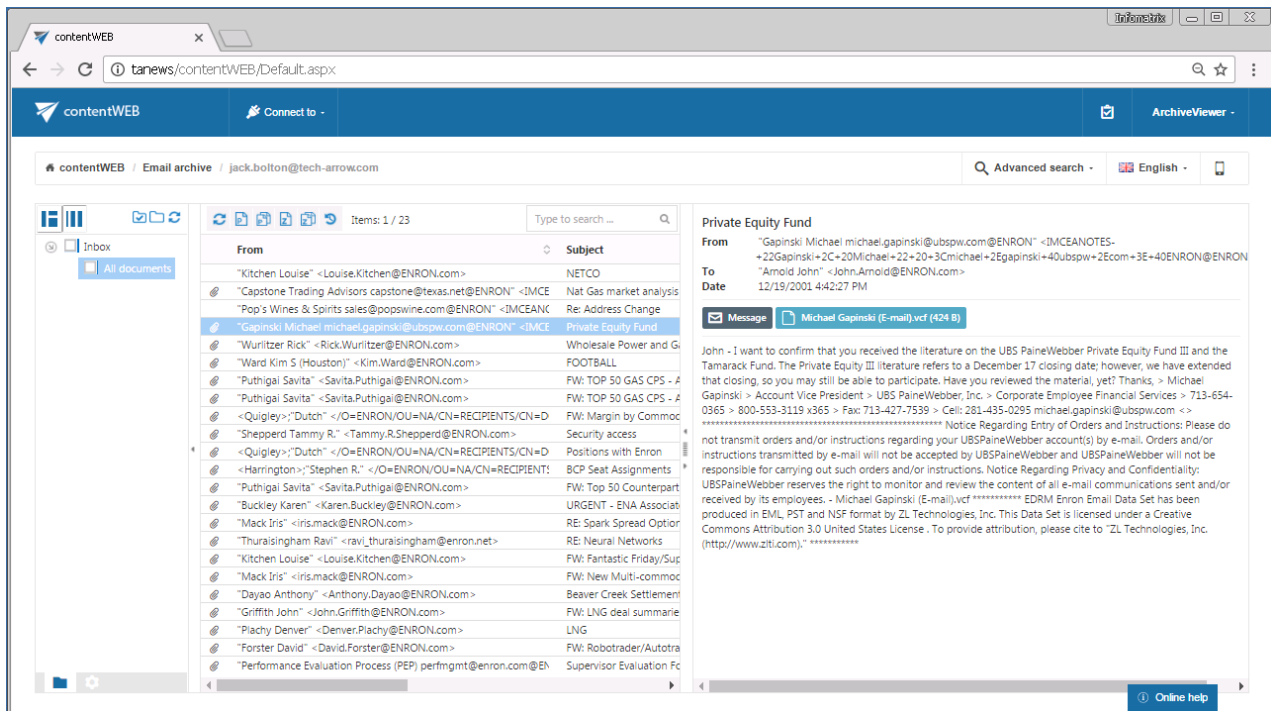 Infomatrix
contentWEB
tanews/contentWEB/Default.aspx
contentWEB
Connect to -
ArchiveViewer -
contentWEB / Email archive / jack.bolton@tech-arrow.com
Advanced search -
English -
Items: 1 / 23
Type to search ...
Inbox
All documents
From
Subject
"Kitchen Louise" <Louise.Kitchen@ENRON.com> NETCO
"Capstone Trading Advisors capstone@texas.net@ENRON" <IMCE Nat Gas market analysis
"Pop's Wines & Spirits sales@popswine.com@ENRON" <IMCEANC Re: Address Change
"Gapinski Michael michael.gapinski@ubspw.com@ENRON" <IMCE Private Equity Fund
"Wurlitzer Rick" <Rick.Wurlitzer@ENRON.com> Wholesale Power and Ga
"Ward Kim S (Houston)" <Kim.Ward@ENRON.com> FOOTBALL
"Puthigai Savita" <Savita.Puthigai@ENRON.com> FW: TOP 50 GAS CPS - A
"Puthigai Savita" <Savita.Puthigai@ENRON.com> FW: TOP 50 GAS CPS - A
<Quigley>;"Dutch" </O=ENRON/OU=NA/CN=RECIPIENTS/CN=D FW: Margin by Commoc
"Shepperd Tammy R." <Tammy.R.Shepperd@ENRON.com> Security access
<Quigley>;"Dutch" </O=ENRON/OU=NA/CN=RECIPIENTS/CN=D Positions with Enron
<Harrington>;"Stephen R." </O=ENRON/OU=NA/CN=RECIPIENTS BCP Seat Assignments
"Puthigai Savita" <Savita.Puthigai@ENRON.com> FW: Top 50 Counterpart
"Buckley Karen" <Karen.Buckley@ENRON.com> URGENT - ENA Associat
"Mack Iris" <iris.mack@ENRON.com> RE: Spark Spread Option
"Thuraisingham Ravi" <ravi_thuraisingham@enron.net> RE: Neural Networks
"Kitchen Louise" <Louise.Kitchen@ENRON.com> FW: Fantastic Friday/Sup
"Mack Iris" <iris.mack@ENRON.com> FW: New Multi-commoc
"Dayao Anthony" <Anthony.Dayao@ENRON.com> Beaver Creek Settlement
"Griffith John" <John.Griffith@ENRON.com> FW: LNG deal summarie
"Plachy Denver" <Denver.Plachy@ENRON.com> LNG
"Forster David" <David.Forster@ENRON.com> FW: Robotrader/Autotra
"Performance Evaluation Process (PEP) perfmgmt@enron.com@EN Supervisor Evaluation Fo
Private Equity Fund
From "Gapinski Michael michael.gapinski@ubspw.com@ENRON" <IMCEANOTES-
+22Gapinski+2C+20Michael+22+20+3Cmichael+2Egapinski+40ubspw+2Ecom+3E+40ENRON@ENRON
To "Arnold John" <John.Arnold@ENRON.com>
Date 12/19/2001 4:42:27 PM
Message
Michael Gapinski (E-mail).vcf (424 B)
John - I want to confirm that you received the literature on the UBS PaineWebber Private Equity Fund III and the
Tamarack Fund. The Private Equity III literature refers to a December 17 closing date; however, we have extended
that closing, so you may still be able to participate. Have you reviewed the material, yet? Thanks, > Michael
Gapinski > Account Vice President > UBS PaineWebber, Inc. > Corporate Employee Financial Services > 713-654-
0365 > 800-553-3119 x365 > Fax: 713-427-7539 > Cell: 281-435-0295 michael.gapinski@ubspw.com <>
****************************************************** Notice Regarding Entry of Orders and Instructions: Please do
not transmit orders and/or instructions regarding your UBSPaineWebber account(s) by e-mail. Orders and/or
instructions transmitted by e-mail will not be accepted by UBSPaineWebber and UBSPaineWebber will not be
responsible for carrying out such orders and/or instructions. Notice Regarding Privacy and Confidentiality:
UBSPaineWebber reserves the right to monitor and review the content of all e-mail communications sent and/or
received by its employees. - Michael Gapinski (E-mail).vcf *********** EDRM Enron Email Data Set has been
produced in EML, PST and NSF format by ZL Technologies, Inc. This Data Set is licensed under a Creative
Commons Attribution 3.0 United States License . To provide attribution, please cite to "ZL Technologies, Inc.
(http://www.zlti.com)." ***********
Online help